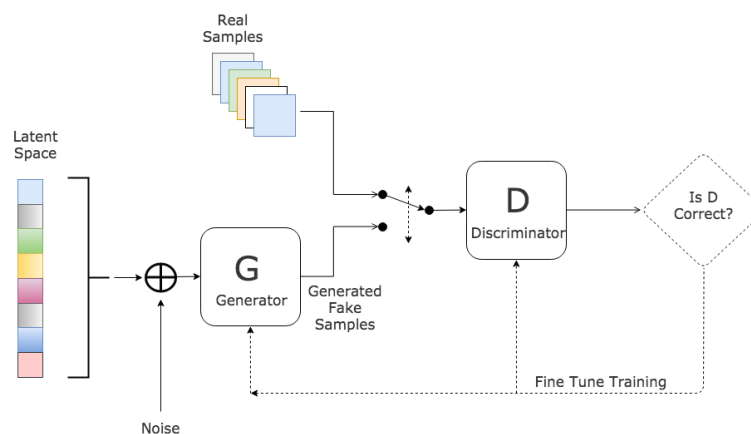 Real
Samples
Latent
Space
D
Discriminator
Is D
Correct?
G
Generator
Generated
Fake
Samples
Fine Tune Training
Noise